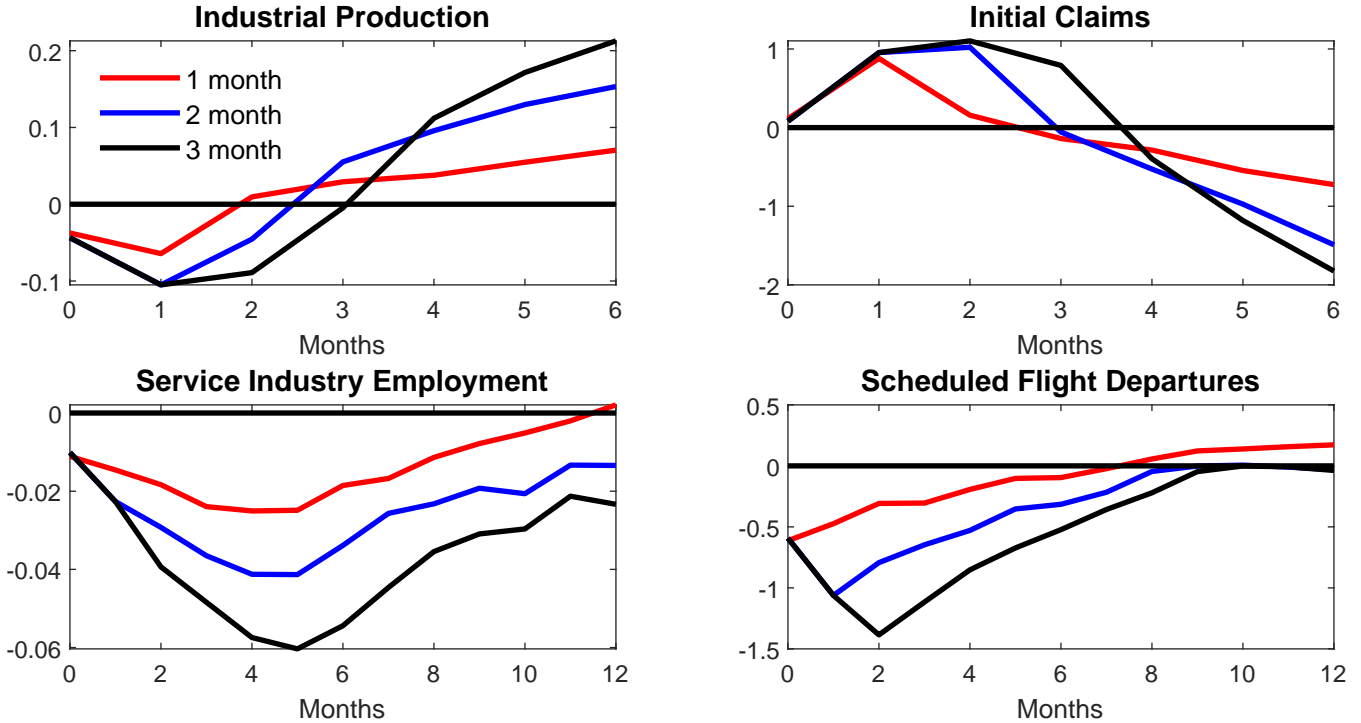 Industrial Production
0.2
0.1
0
-0.1
1 month
2 month
3 month
0 1 2 3 4 5 6
Months
Initial Claims
1
0
-1
-2
0 1 2 3 4 5 6
Months
Service Industry Employment
0
-0.02
-0.04
-0.06
0 2 4 6 8 10 12
Months
Scheduled Flight Departures
0.5
0
-0.5
-1
-1.5
0 2 4 6 8 10 12
Months